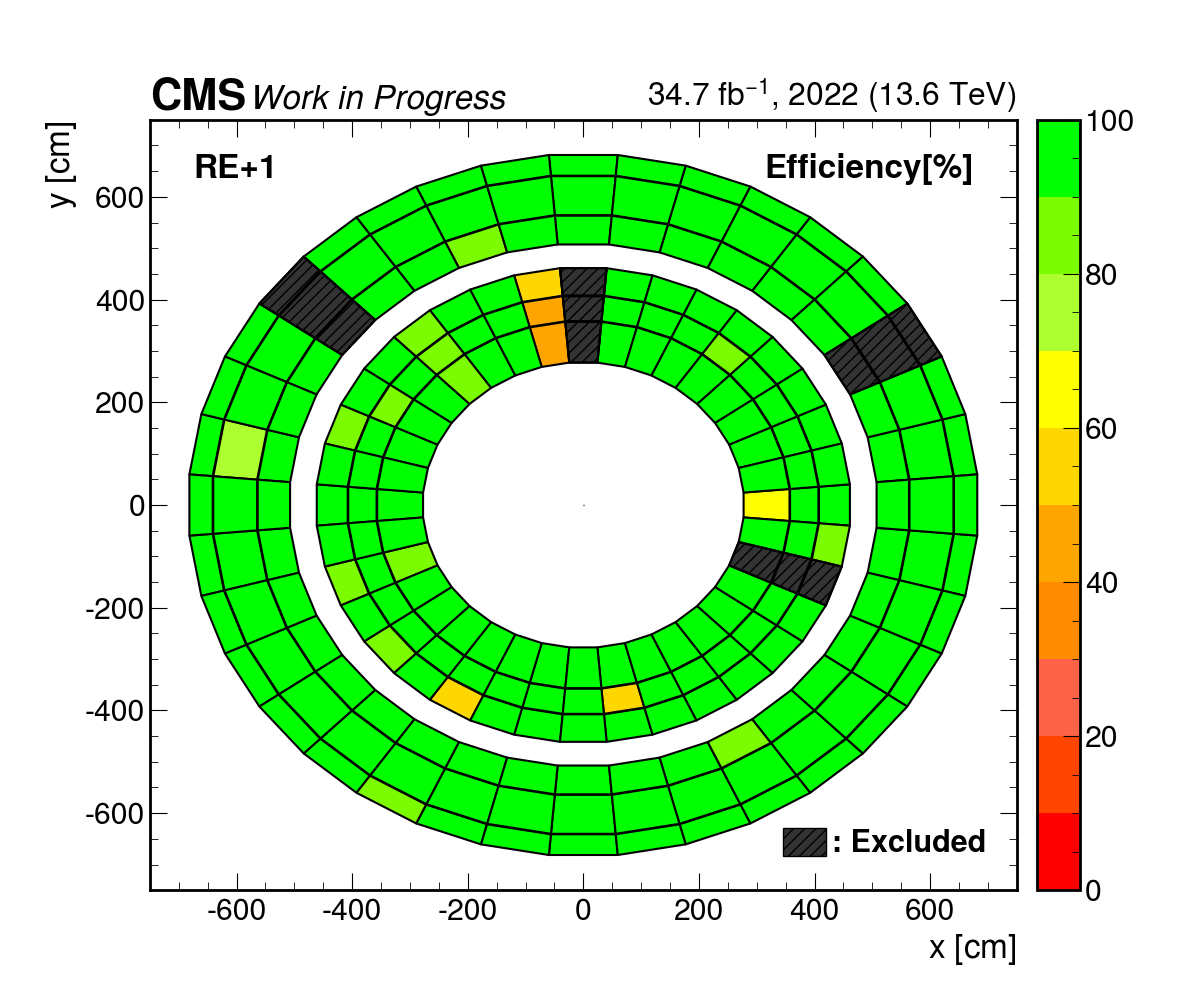 CMS Work in Progress 34.7 fb⁻¹, 2022 (13.6 TeV)
y [cm]
RE+1 Efficiency[%]
600
400
200
0
-200
-400
-600
100
80
60
40
20
0
: Excluded
-600 -400 -200 0 200 400 600
x [cm]